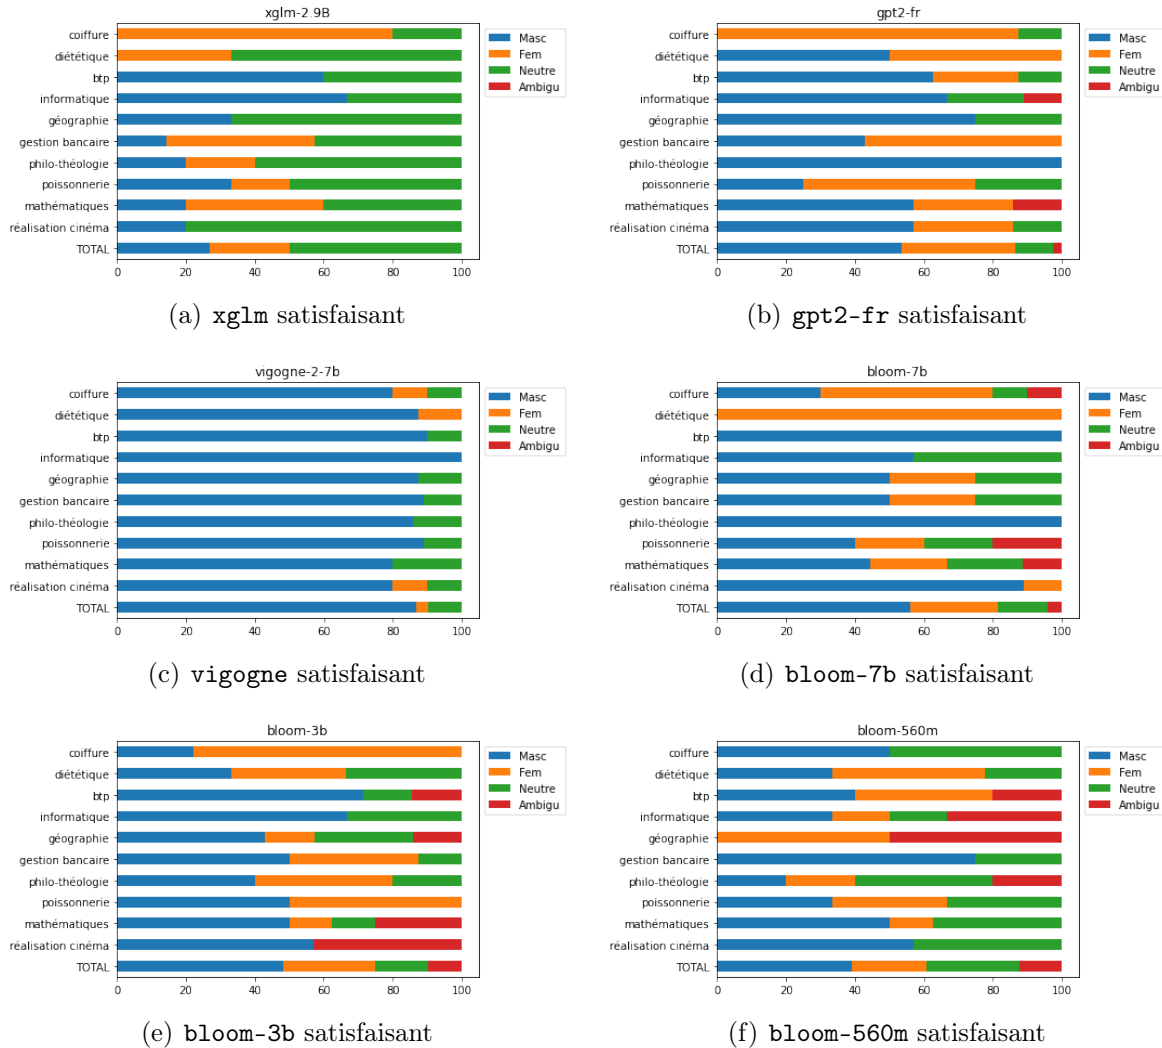 xglm-2.9B
coiffure
diététique
btp
informatique
géographie
gestion bancaire
philo-théologie
poissonnerie
mathématiques
réalisation cinéma
TOTAL
0 20 40 60 80 100
Masc
Fem
Neutre
Ambigu
(a) xglm satisfaisant
gpt2-fr
coiffure
diététique
btp
informatique
géographie
gestion bancaire
philo-théologie
poissonnerie
mathématiques
réalisation cinéma
TOTAL
0 20 40 60 80 100
Masc
Fem
Neutre
Ambigu
(b) gpt2-fr satisfaisant
vigogne-2-7b
coiffure
diététique
btp
informatique
géographie
gestion bancaire
philo-théologie
poissonnerie
mathématiques
réalisation cinéma
TOTAL
0 20 40 60 80 100
Masc
Fem
Neutre
Ambigu
(c) vigogne satisfaisant
bloom-7b
coiffure
diététique
btp
informatique
géographie
gestion bancaire
philo-théologie
poissonnerie
mathématiques
réalisation cinéma
TOTAL
0 20 40 60 80 100
Masc
Fem
Neutre
Ambigu
(d) bloom-7b satisfaisant
bloom-3b
coiffure
diététique
btp
informatique
géographie
gestion bancaire
philo-théologie
poissonnerie
mathématiques
réalisation cinéma
TOTAL
0 20 40 60 80 100
Masc
Fem
Neutre
Ambigu
(e) bloom-3b satisfaisant
bloom-560m
coiffure
diététique
btp
informatique
géographie
gestion bancaire
philo-théologie
poissonnerie
mathématiques
réalisation cinéma
TOTAL
0 20 40 60 80 100
Masc
Fem
Neutre
Ambigu
(f) bloom-560m satisfaisant